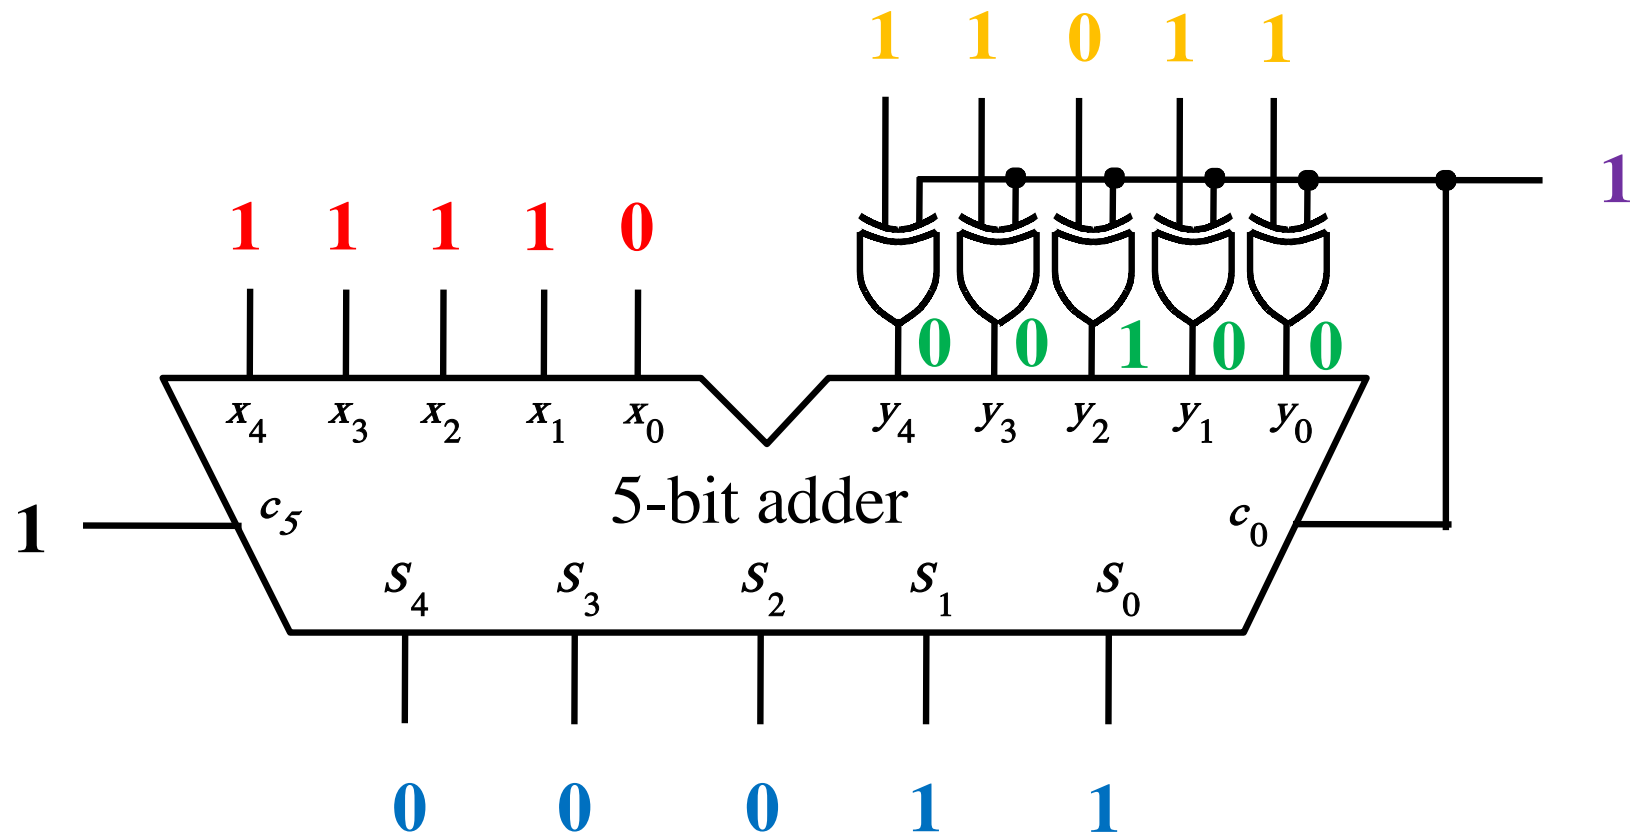 1 1 0 1 1
1
1 1 1 1 0
0 0 1 0 0
x4 x3 x2 x1 x0 y4 y3 y2 y1 y0
5-bit adder
1 c5 c0
S4 S3 S2 S1 S0
0 0 0 1 1